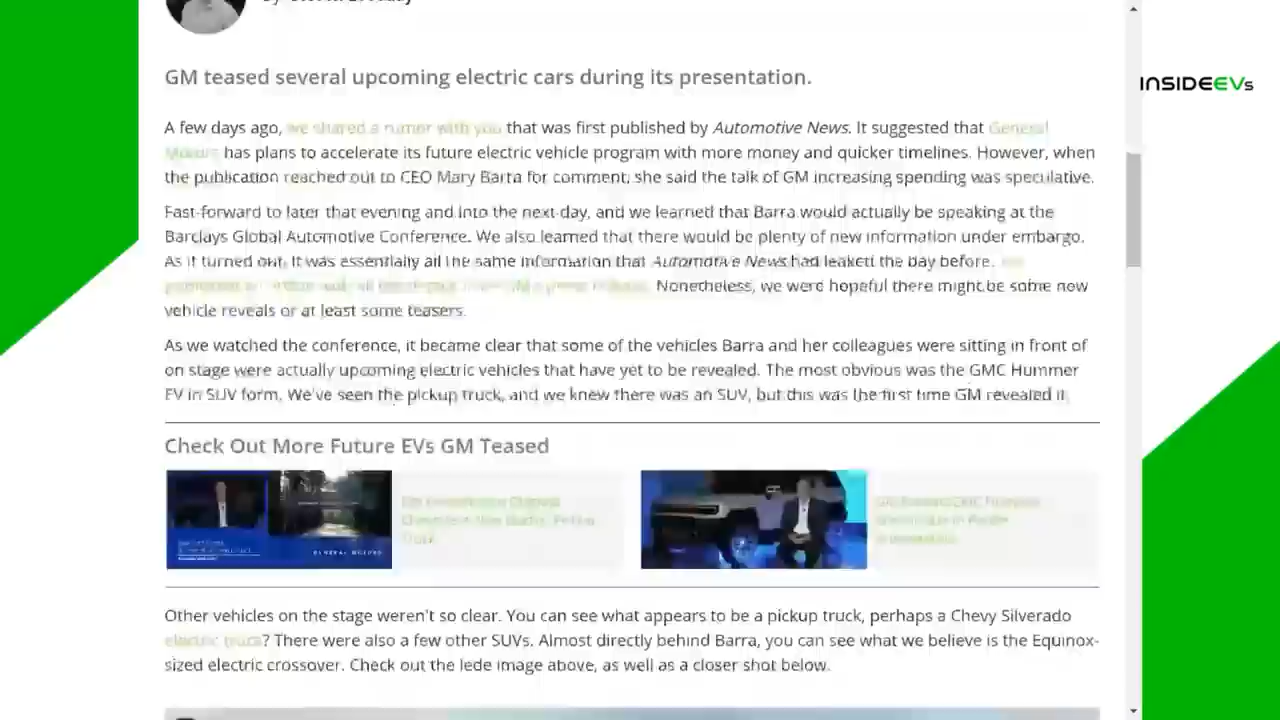 GM teased several upcoming electric cars during its presentation.
INSIDEEVs
A few days ago, we shared a rumor with you that was first published by Automotive News. It suggested that General
Motors has plans to accelerate its future electric vehicle program with more money and quicker timelines. However, when
the publication reached out to CEO Mary Barra for comment, she said the talk of GM increasing spending was speculative.
Fast-forward to later that evening and into the next day, and we learned that Barra would actually be speaking at the
Barclays Global Automotive Conference. We also learned that there would be plenty of new information under embargo.
As it turned out, it was essentially all the same information that Automotive News had leaked the day before.
Nonetheless, we were hopeful there might be some new
vehicle reveals or at least some teasers.
As we watched the conference, it became clear that some of the vehicles Barra and her colleagues were sitting in front of
on stage were actually upcoming electric vehicles that have yet to be revealed. The most obvious was the GMC Hummer
EV in SUV form. We've seen the pickup truck, and we knew there was an SUV, but this was the first time GM revealed it.
Check Out More Future EVs GM Teased
GENERAL MOTORS
Other vehicles on the stage weren't so clear. You can see what appears to be a pickup truck, perhaps a Chevy Silverado
electric truck? There were also a few other SUVs. Almost directly behind Barra, you can see what we believe is the Equinox-
sized electric crossover. Check out the lede image above, as well as a closer shot below.